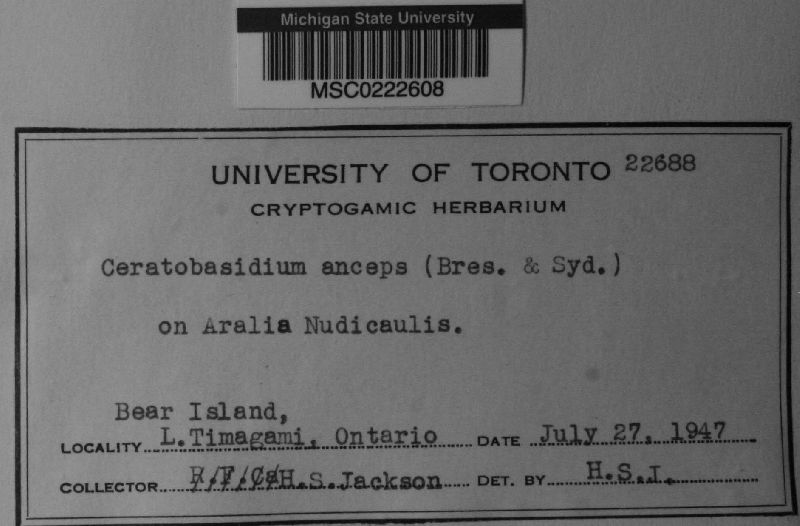 Michigan State University
MSC0222608
UNIVERSITY OF TORONTO 22688
CRYPTOGAMIC HERBARIUM
Ceratobasidium anceps (Bres. & Syd.)
on Aralia Nudicaulis.
Bear Island,
LOCALITY L.Timagami, Ontario DATE July 27, 1947
COLLECTOR H.S.Jackson DET. BY H.S.J.